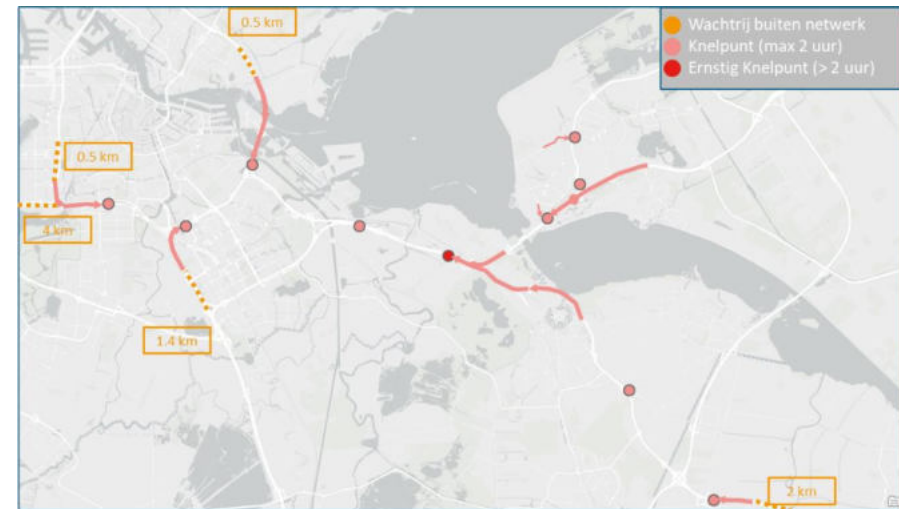 0.5 km
Wachtrij buiten netwerk
Knelpunt (max 2 uur)
Ernstig Knelpunt (> 2 uur)
0.5 km
4 km
1.4 km
2 km